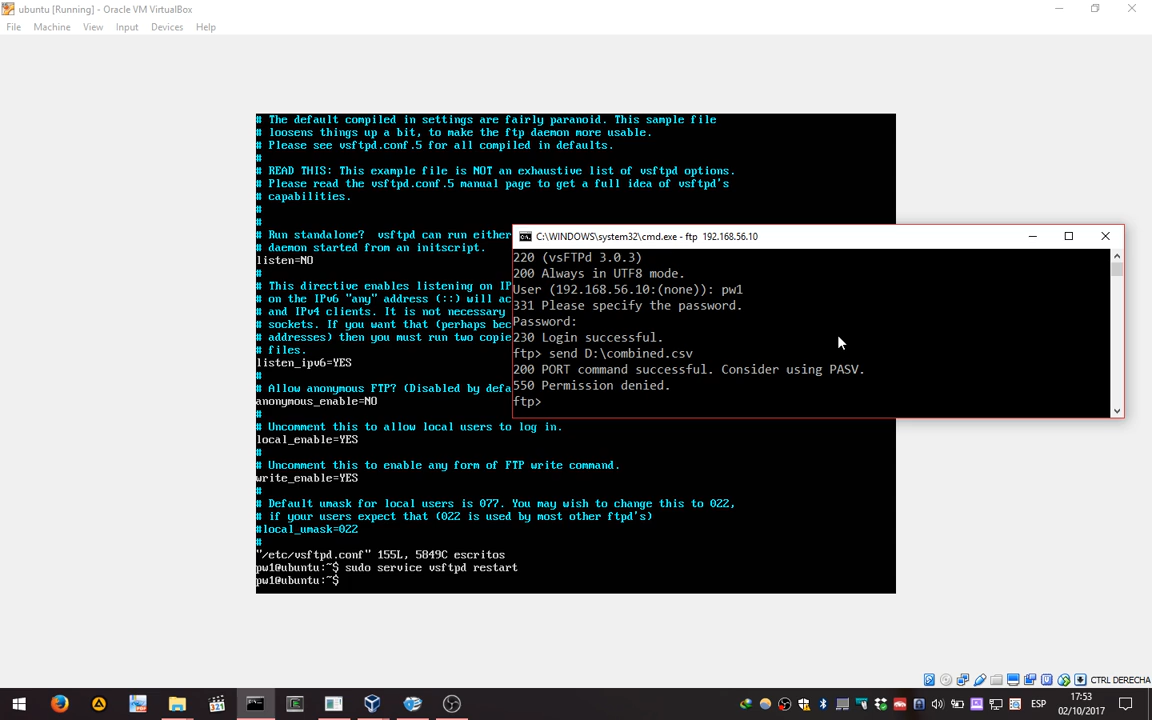 ubuntu [Running] - Oracle VM VirtualBox
File Machine View Input Devices Help
# The default compiled in settings are fairly paranoid. This sample file
# loosens things up a bit, to make the ftp daemon more usable.
# Please see vsftpd.conf.5 for all compiled in defaults.
#
# READ THIS: This example file is NOT an exhaustive list of vsftpd options.
# Please read the vsftpd.conf.5 manual page to get a full idea of vsftpd's
# capabilities.
#
#
# Run standalone?  vsftpd can run either
# daemon started from an initscript.
listen=NO
#
# This directive enables listening on IP
# on the IPv6 "any" address (::) will ac
# and IPv4 clients. It is not necessary
# sockets. If you want that (perhaps bec
# addresses) then you must run two copie
# files.
listen_ipv6=YES
#
# Allow anonymous FTP? (Disabled by defa
anonymous_enable=NO
#
# Uncomment this to allow local users to log in.
local_enable=YES
#
# Uncomment this to enable any form of FTP write command.
write_enable=YES
#
# Default umask for local users is 077. You may wish to change this to 022,
# if your users expect that (022 is used by most other ftpd's)
#local_umask=022
#
"/etc/vsftpd.conf" 155L, 5849C escritos
pw1@ubuntu:~$ sudo service vsftpd restart
pw1@ubuntu:~$
C:\WINDOWS\system32\cmd.exe - ftp 192.168.56.10
220 (vsFTPd 3.0.3)
200 Always in UTF8 mode.
User (192.168.56.10:(none)): pw1
331 Please specify the password.
Password:
230 Login successful.
ftp> send D:\combined.csv
200 PORT command successful. Consider using PASV.
550 Permission denied.
ftp>
CTRL DERECHA
321
ESP
17:53
02/10/2017